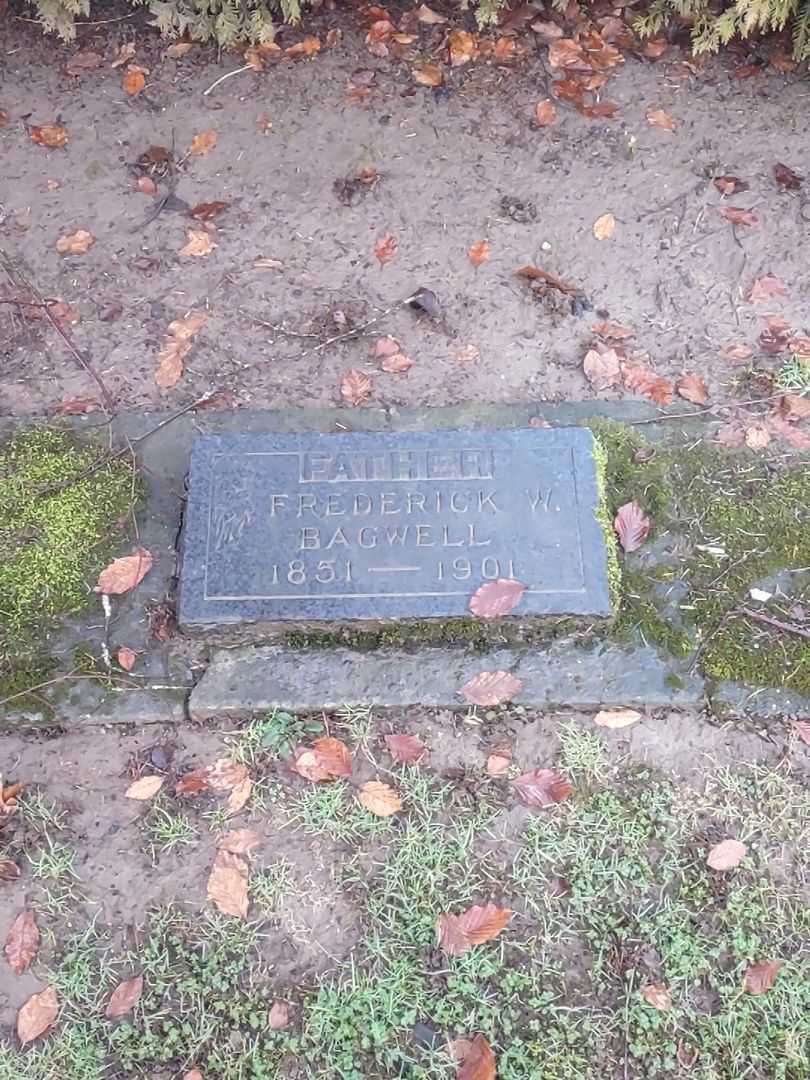 FATHER
FREDERICK W.
BAGWELL
1851 — 1901